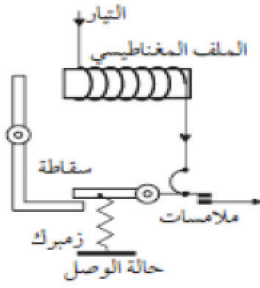 التيار
الملف المغناطيسي
سقاطة
ملامسات
زمبرك
حالة الوصل